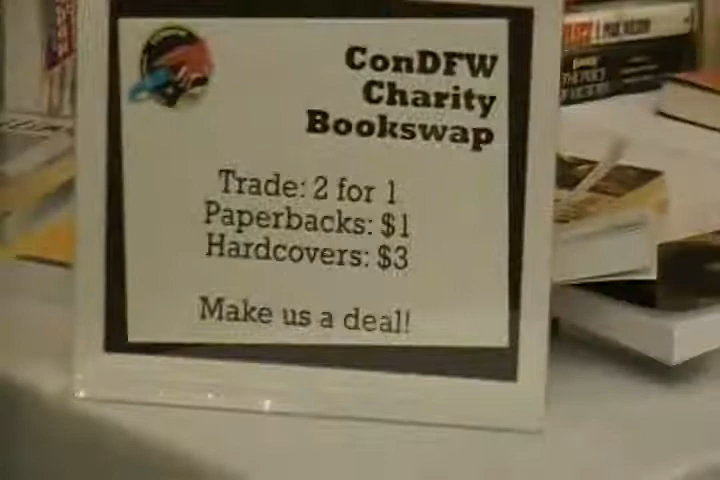 ConDFW
Charity
Bookswap
Trade: 2 for 1
Paperbacks: $1
Hardcovers: $3
Make us a deal!